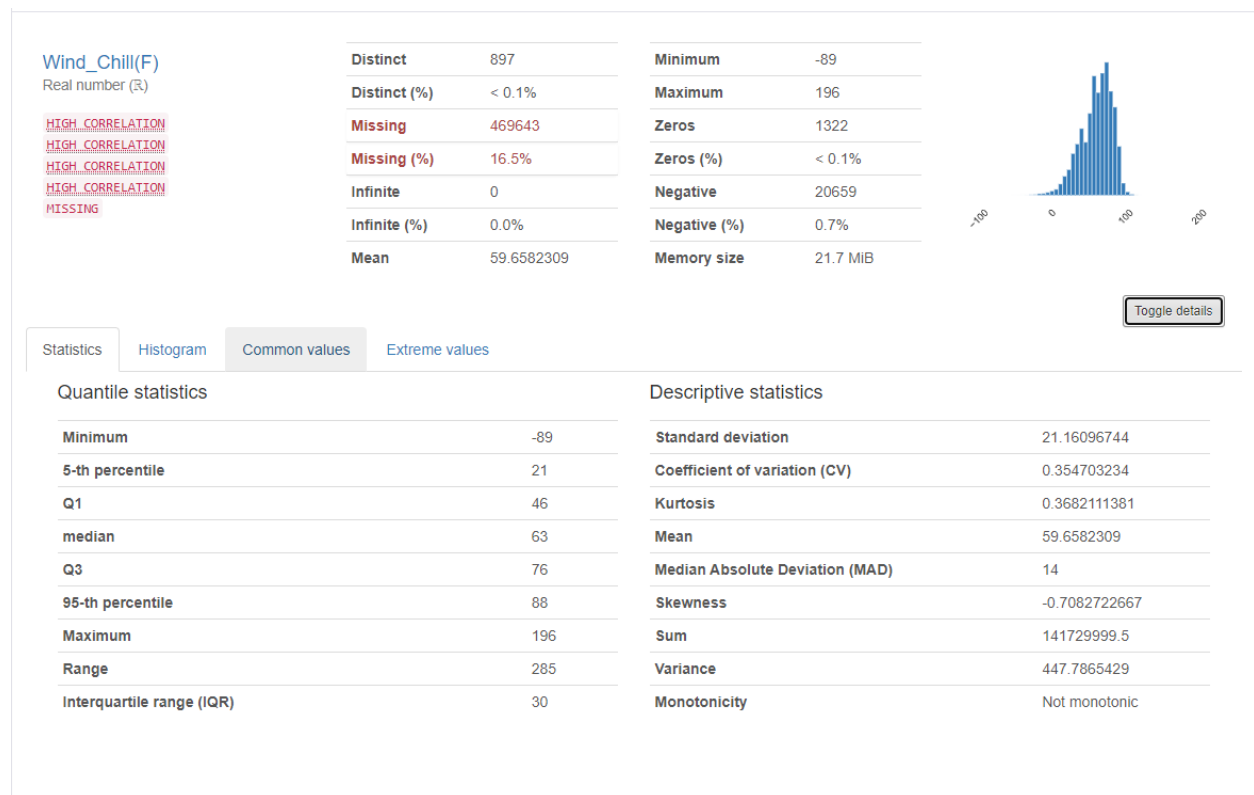 Wind_Chill(F)
Real number (ℝ)
HIGH CORRELATION
HIGH CORRELATION
HIGH CORRELATION
HIGH CORRELATION
MISSING
Distinct 897
Distinct (%) < 0.1%
Missing 469643
Missing (%) 16.5%
Infinite 0
Infinite (%) 0.0%
Mean 59.6582309
Minimum -89
Maximum 196
Zeros 1322
Zeros (%) < 0.1%
Negative 20659
Negative (%) 0.7%
Memory size 21.7 MiB
-100 0 100 200
Toggle details
Statistics Histogram Common values Extreme values
Quantile statistics
Minimum -89
5-th percentile 21
Q1 46
median 63
Q3 76
95-th percentile 88
Maximum 196
Range 285
Interquartile range (IQR) 30
Descriptive statistics
Standard deviation 21.16096744
Coefficient of variation (CV) 0.354703234
Kurtosis 0.3682111381
Mean 59.6582309
Median Absolute Deviation (MAD) 14
Skewness -0.7082722667
Sum 141729999.5
Variance 447.7865429
Monotonicity Not monotonic